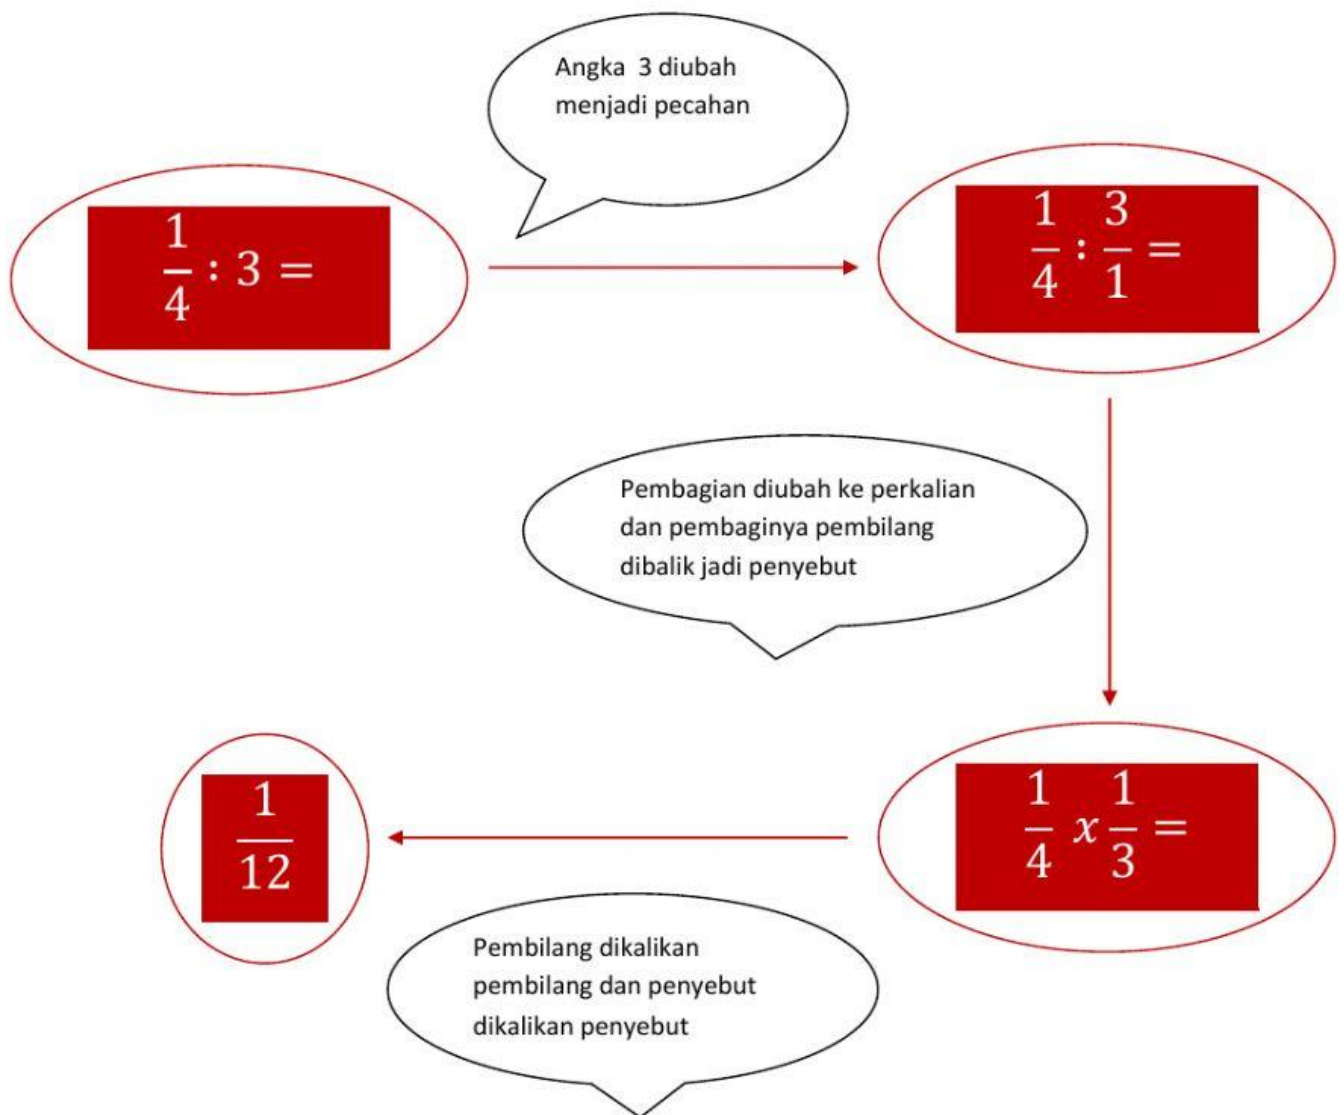 Angka 3 diubah
menjadi pecahan
1/4 : 3 =
1/4 : 3/1 =
Pembagian diubah ke perkalian
dan pembaginya pembilang
dibalik jadi penyebut
1/4 x 1/3 =
1/12
Pembilang dikalikan
pembilang dan penyebut
dikalikan penyebut